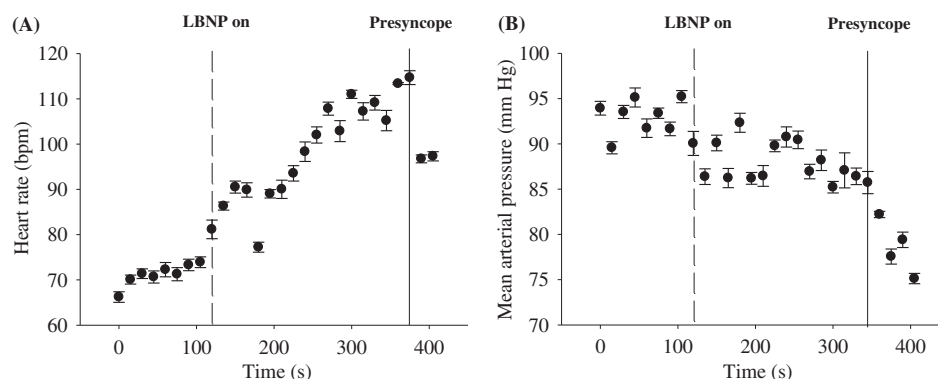 (A)
LBNP on
Presyncope
120
110
100
90
80
70
60
Heart rate (bpm)
0
100
200
300
400
Time (s)
(B)
LBNP on
Presyncope
100
95
90
85
80
75
70
Mean arterial pressure (mm Hg)
0
100
200
300
400
Time (s)